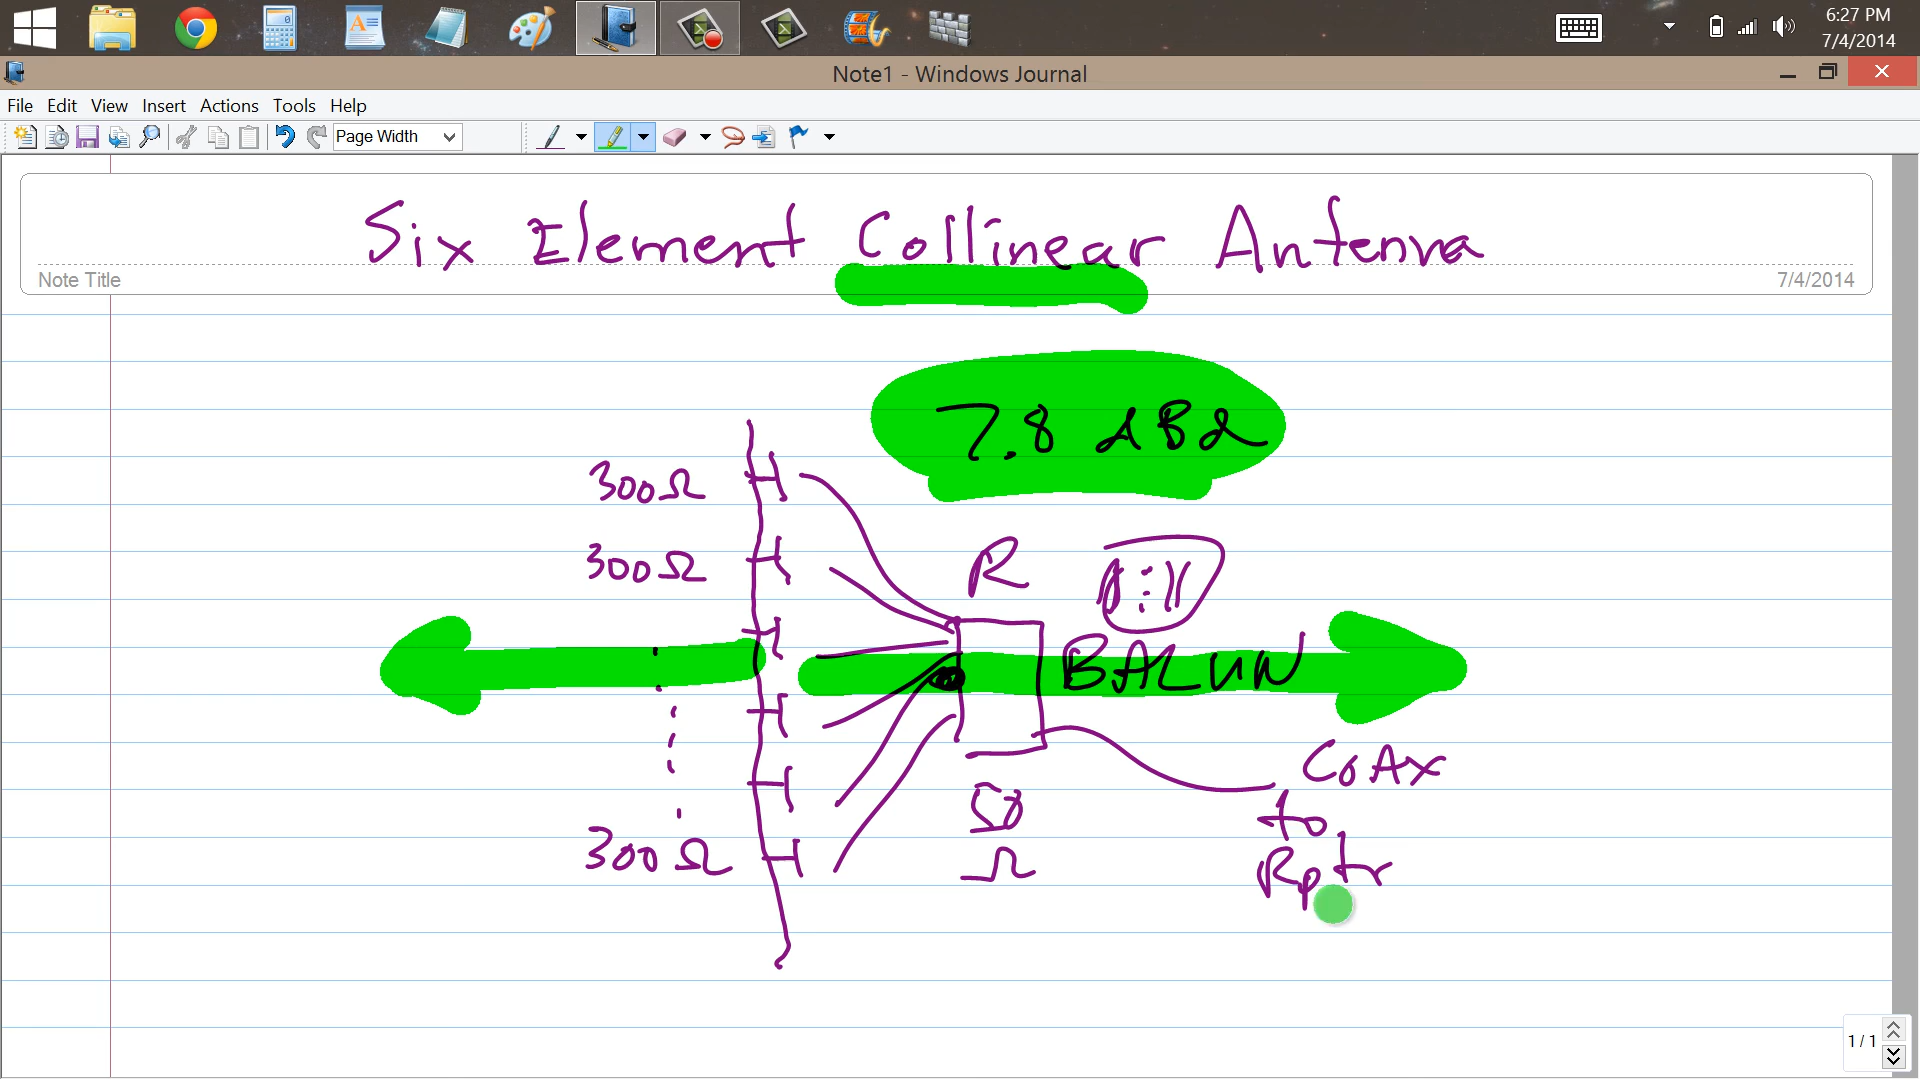 6:27 PM
7/4/2014
Note1 - Windows Journal
File Edit View Insert Actions Tools Help
Page Width
Six Element Collinear Antenna
Note Title
7/4/2014
7.8 dBd
300Ω
300Ω
R
1:1
BALUN
CoAx
to
Rptr
50
Ω
300Ω
1 / 1